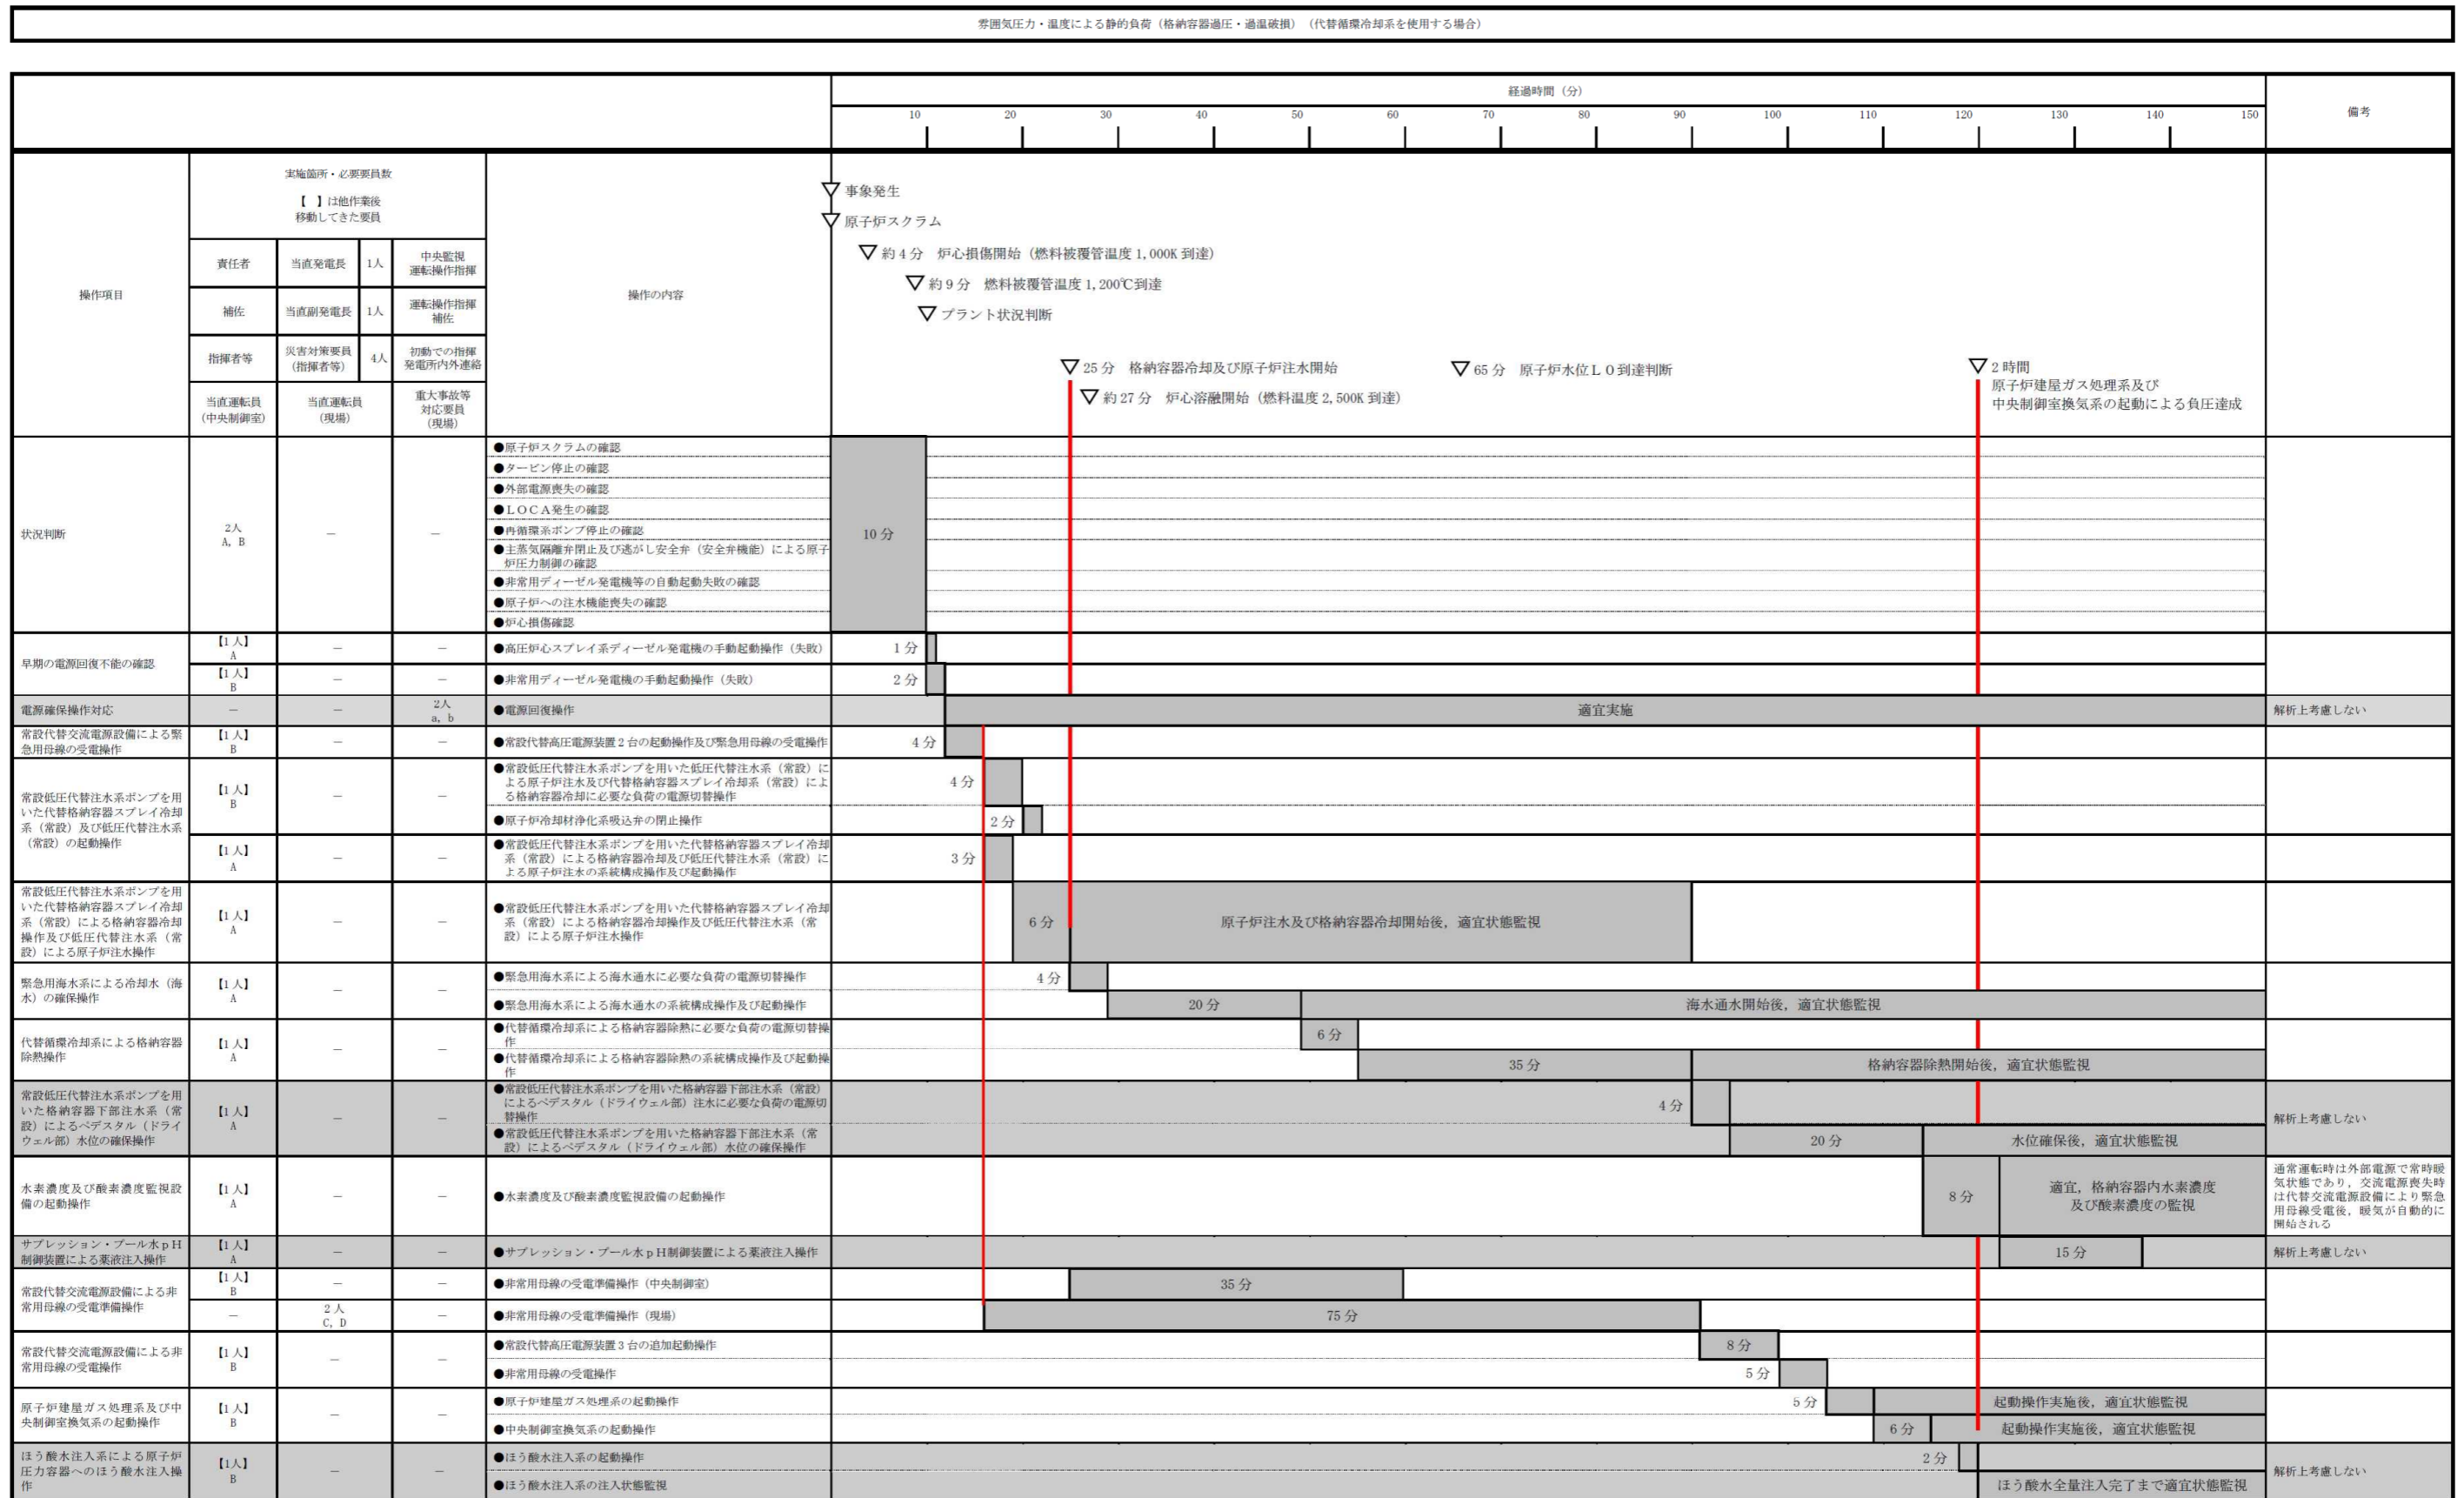 雰囲気圧力・温度による静的負荷（格納容器過圧・過温破損）（代替循環冷却系を使用する場合）
経過時間（分）
備考
10 20 30 40 50 60 70 80 90 100 110 120 130 140 150
操作項目
実施箇所・必要要員数
【　】は他作業後
移動してきた要員
責任者 当直発電長 1人 中央監視
運転操作指揮
補佐 当直副発電長 1人 運転操作指揮
補佐
指揮者等 災害対策要員
（指揮者等） 4人 初動での指揮
発電所内外連絡
当直運転員
（中央制御室）
当直運転員
（現場）
重大事故等
対応要員
（現場）
操作の内容
▽事象発生
▽原子炉スクラム
▽約4分　炉心損傷開始（燃料被覆管温度1,000K到達）
▽約9分　燃料被覆管温度1,200℃到達
▽プラント状況判断
▽25分　格納容器冷却及び原子炉注水開始
▽約27分　炉心溶融開始（燃料温度2,500K到達）
▽65分　原子炉水位L0到達判断
▽2時間
原子炉建屋ガス処理系及び
中央制御室換気系の起動による負圧達成
状況判断
2人
A, B
－
－
●原子炉スクラムの確認
●タービン停止の確認
●外部電源喪失の確認
●LOCA発生の確認
●再循環系ポンプ停止の確認
●主蒸気隔離弁閉止及び逃がし安全弁（安全弁機能）による原子
炉圧力制御の確認
●非常用ディーゼル発電機等の自動起動失敗の確認
●原子炉への注水機能喪失の確認
●炉心損傷確認
10分
早期の電源回復不能の確認
【1人】
A
－
－
●高圧炉心スプレイ系ディーゼル発電機の手動起動操作（失敗）
1分
【1人】
B
－
－
●非常用ディーゼル発電機の手動起動操作（失敗）
2分
電源確保操作対応
－
－
2人
a, b
●電源回復操作
適宜実施
解析上考慮しない
常設代替交流電源設備による緊
急用母線の受電操作
【1人】
B
－
－
●常設代替高圧電源装置2台の起動操作及び緊急用母線の受電操作
4分
常設低圧代替注水系ポンプを用
いた代替格納容器スプレイ冷却
系（常設）及び低圧代替注水系
（常設）の起動操作
【1人】
B
－
－
●常設低圧代替注水系ポンプを用いた低圧代替注水系（常設）に
よる原子炉注水及び代替格納容器スプレイ冷却系（常設）によ
る格納容器冷却に必要な負荷の電源切替操作
4分
●原子炉冷却材浄化系吸込弁の閉止操作
2分
【1人】
A
－
－
●常設低圧代替注水系ポンプを用いた代替格納容器スプレイ冷却
系（常設）による格納容器冷却及び低圧代替注水系（常設）に
よる原子炉注水の系統構成操作及び起動操作
3分
常設低圧代替注水系ポンプを用
いた代替格納容器スプレイ冷却
系（常設）による格納容器冷却
操作及び低圧代替注水系（常
設）による原子炉注水操作
【1人】
A
－
－
●常設低圧代替注水系ポンプを用いた代替格納容器スプレイ冷却
系（常設）による格納容器冷却操作及び低圧代替注水系（常
設）による原子炉注水操作
6分
原子炉注水及び格納容器冷却開始後，適宜状態監視
緊急用海水系による冷却水（海
水）の確保操作
【1人】
A
－
－
●緊急用海水系による海水通水に必要な負荷の電源切替操作
4分
●緊急用海水系による海水通水の系統構成操作及び起動操作
20分
海水通水開始後，適宜状態監視
代替循環冷却系による格納容器
除熱操作
【1人】
A
－
－
●代替循環冷却系による格納容器除熱に必要な負荷の電源切替操
作
6分
●代替循環冷却系による格納容器除熱の系統構成操作及び起動操
作
35分
格納容器除熱開始後，適宜状態監視
常設低圧代替注水系ポンプを用
いた格納容器下部注水系（常
設）によるペデスタル（ドライ
ウェル部）水位の確保操作
【1人】
A
－
－
●常設低圧代替注水系ポンプを用いた格納容器下部注水系（常設）
によるペデスタル（ドライウェル部）注水に必要な負荷の電源切
替操作
4分
●常設低圧代替注水系ポンプを用いた格納容器下部注水系（常
設）によるペデスタル（ドライウェル部）水位の確保操作
20分
水位確保後，適宜状態監視
解析上考慮しない
水素濃度及び酸素濃度監視設
備の起動操作
【1人】
A
－
－
●水素濃度及び酸素濃度監視設備の起動操作
8分
適宜，格納容器内水素濃度
及び酸素濃度の監視
通常運転時は外部電源で常時暖
気状態であり，交流電源喪失時
は代替交流電源設備により緊急
用母線受電後，暖気が自動的に
開始される
サプレッション・プール水pH
制御装置による薬液注入操作
【1人】
A
－
－
●サプレッション・プール水pH制御装置による薬液注入操作
15分
解析上考慮しない
常設代替交流電源設備による非
常用母線の受電準備操作
【1人】
B
－
－
●非常用母線の受電準備操作（中央制御室）
35分
－
2人
C, D
－
●非常用母線の受電準備操作（現場）
75分
常設代替交流電源設備による非
常用母線の受電操作
【1人】
B
－
－
●常設代替高圧電源装置3台の追加起動操作
8分
●非常用母線の受電操作
5分
原子炉建屋ガス処理系及び中
央制御室換気系の起動操作
【1人】
B
－
－
●原子炉建屋ガス処理系の起動操作
5分
起動操作実施後，適宜状態監視
●中央制御室換気系の起動操作
6分
起動操作実施後，適宜状態監視
ほう酸水注入系による原子炉
圧力容器へのほう酸水注入操
作
【1人】
B
－
－
●ほう酸水注入系の起動操作
2分
●ほう酸水注入系の注入状態監視
ほう酸水全量注入完了まで適宜状態監視
解析上考慮しない